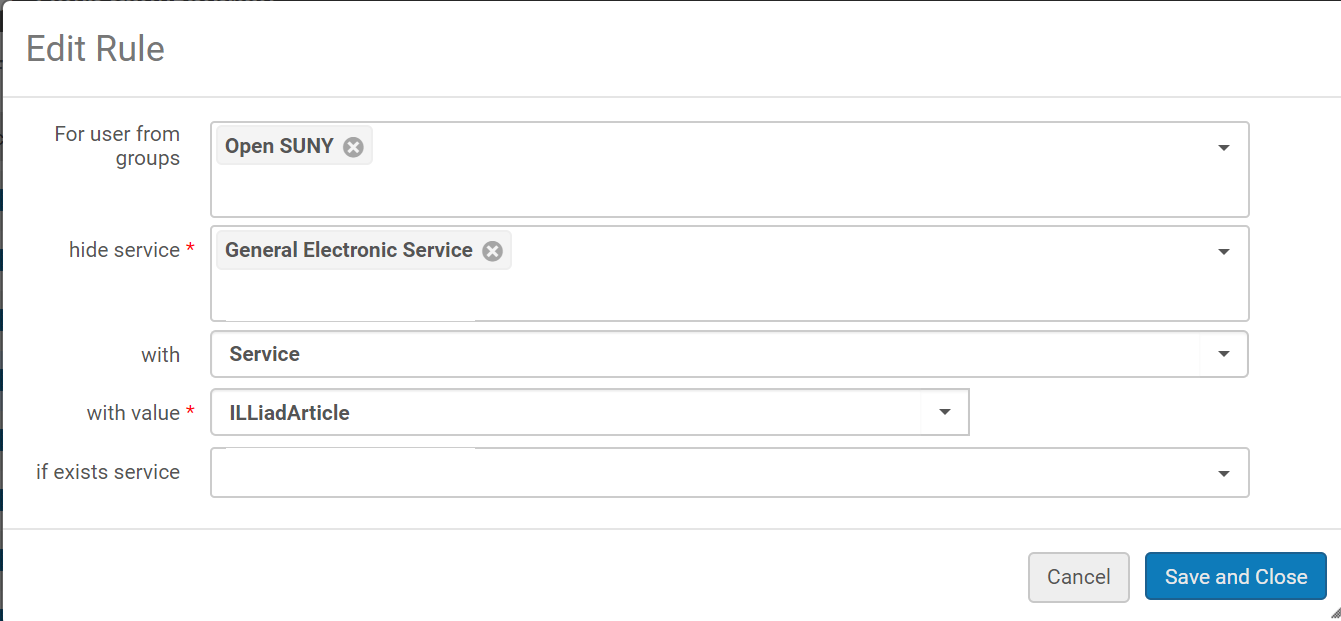 Edit Rule
For user from
groups
Open SUNY
hide service *
General Electronic Service
with
Service
with value *
ILLiadArticle
if exists service
Cancel
Save and Close